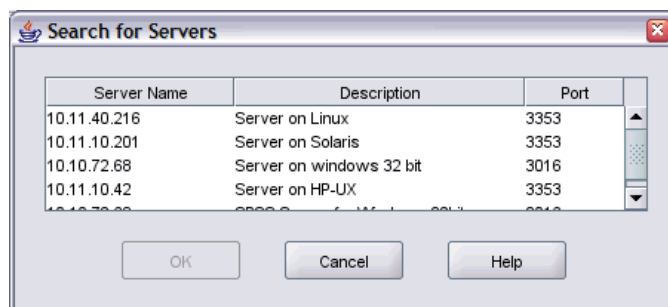 Search for Servers
Server Name Description Port
10.11.40.216 Server on Linux 3353
10.11.10.201 Server on Solaris 3353
10.10.72.68 Server on windows 32 bit 3016
10.11.10.42 Server on HP-UX 3353
OK Cancel Help